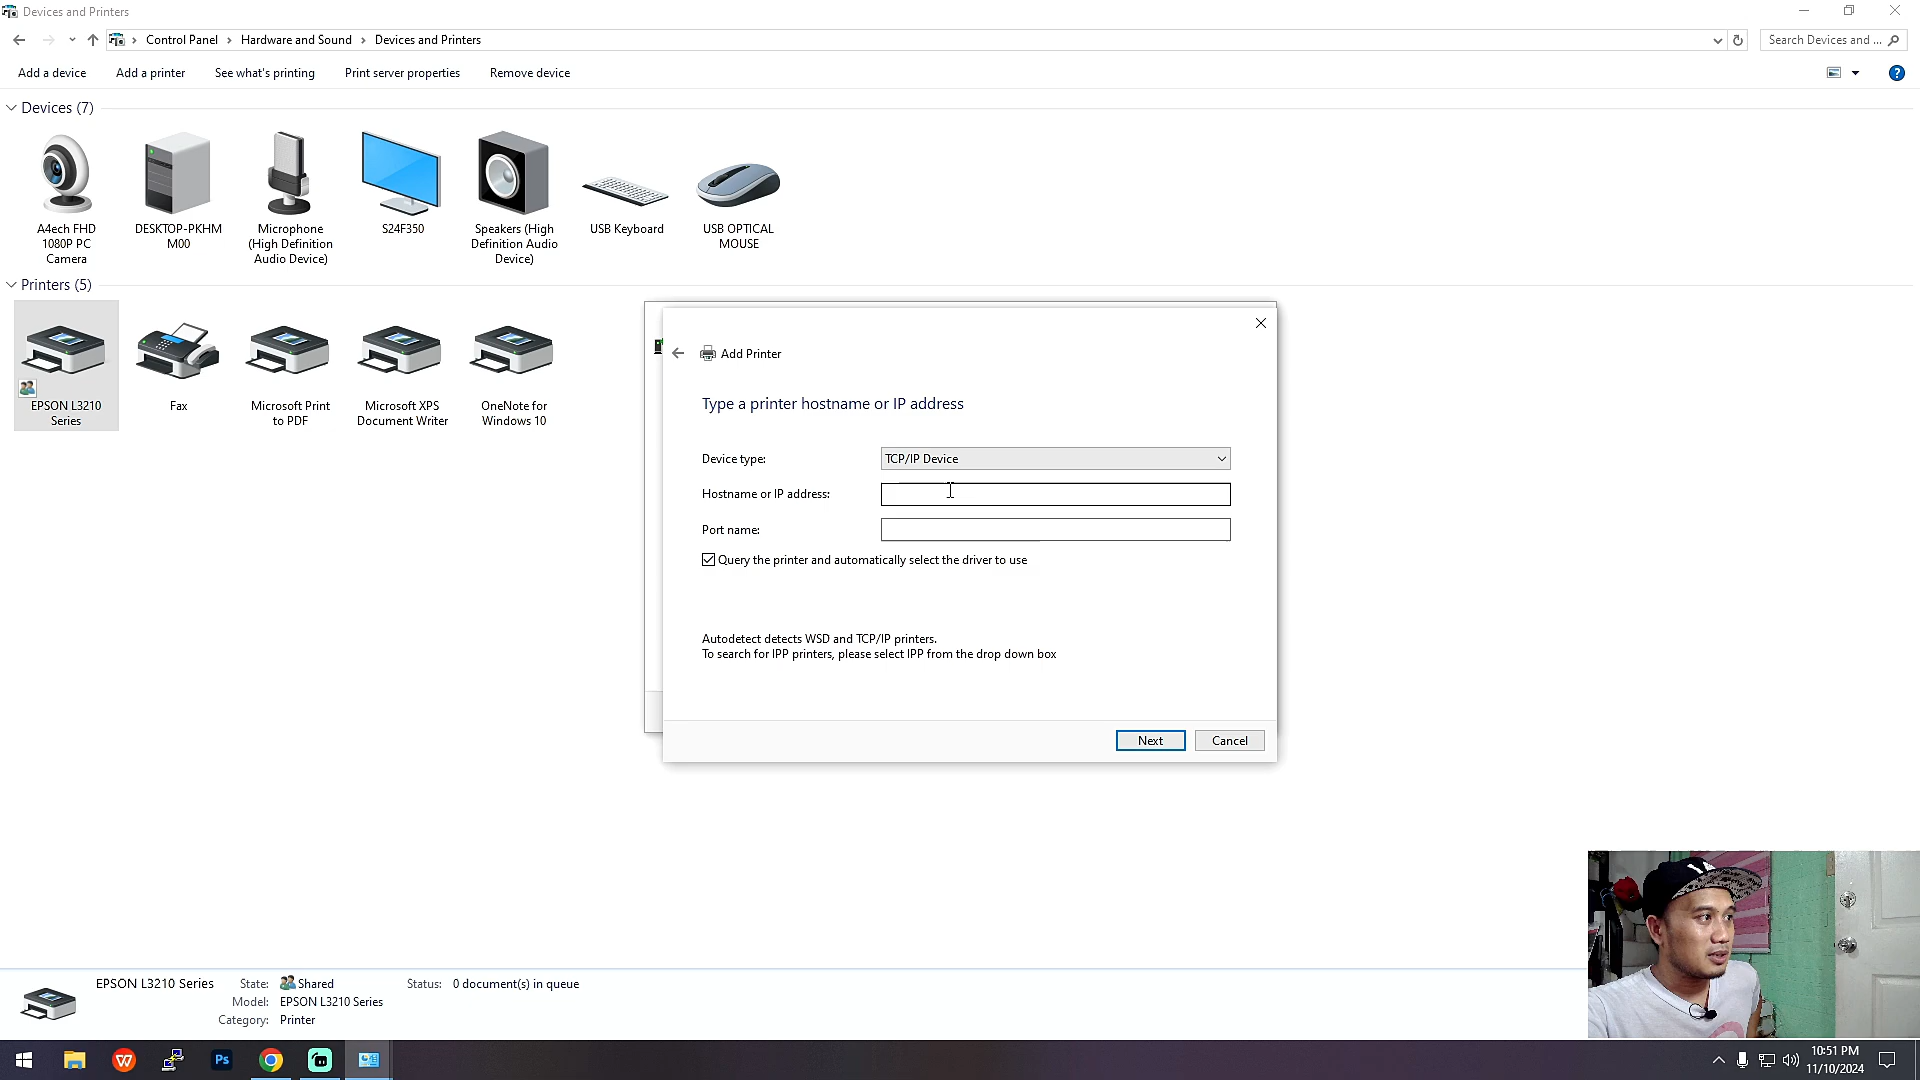 Devices and Printers
Control Panel
Hardware and Sound
Devices and Printers
Search Devices and ...
Add a device
Add a printer
See what's printing
Print server properties
Remove device
?
Devices (7)
A4ech FHD
1080P PC
Camera
DESKTOP-PKHM
M00
Microphone
(High Definition
Audio Device)
S24F350
Speakers (High
Definition Audio
Device)
USB Keyboard
USB OPTICAL
MOUSE
Printers (5)
EPSON L3210
Series
Fax
Microsoft Print
to PDF
Microsoft XPS
Document Writer
OneNote for
Windows 10
Add Printer
Type a printer hostname or IP address
Device type:
TCP/IP Device
Hostname or IP address:
Port name:
Query the printer and automatically select the driver to use
Autodetect detects WSD and TCP/IP printers.
To search for IPP printers, please select IPP from the drop down box
Next
Cancel
EPSON L3210 Series
State:
Shared
Status:
0 document(s) in queue
Model:
EPSON L3210 Series
Category:
Printer
W
Ps
10:51 PM
11/10/2024